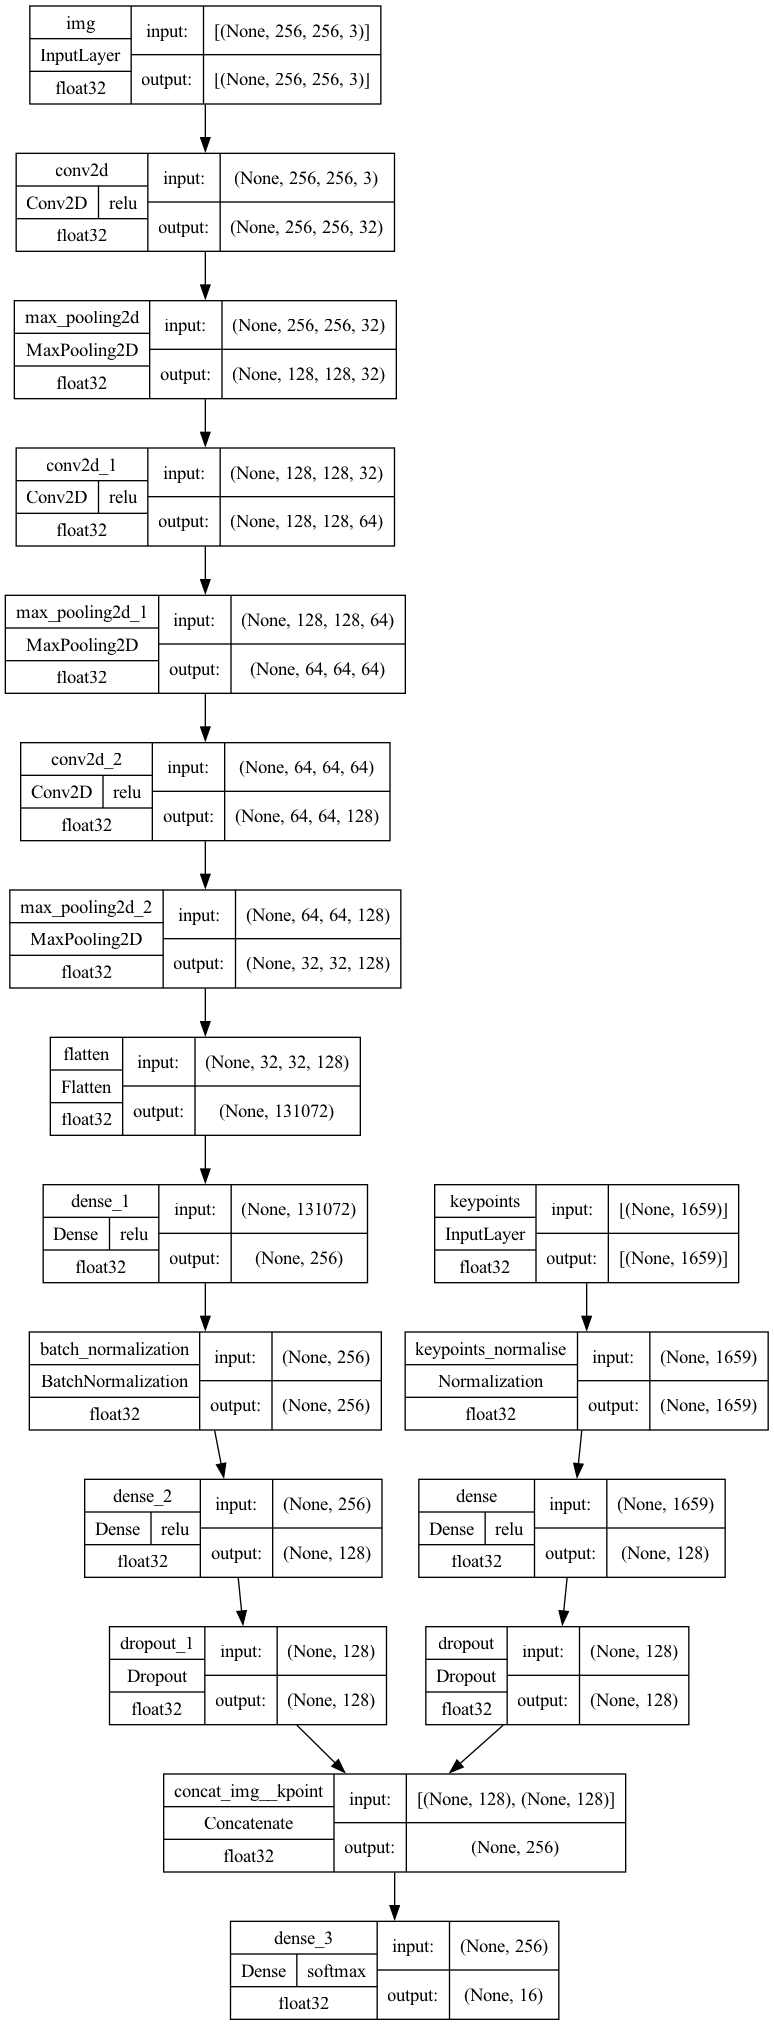 img
InputLayer
float32
input: [(None, 256, 256, 3)]
output: [(None, 256, 256, 3)]
conv2d
Conv2D relu
float32
input: (None, 256, 256, 3)
output: (None, 256, 256, 32)
max_pooling2d
MaxPooling2D
float32
input: (None, 256, 256, 32)
output: (None, 128, 128, 32)
conv2d_1
Conv2D relu
float32
input: (None, 128, 128, 32)
output: (None, 128, 128, 64)
max_pooling2d_1
MaxPooling2D
float32
input: (None, 128, 128, 64)
output: (None, 64, 64, 64)
conv2d_2
Conv2D relu
float32
input: (None, 64, 64, 64)
output: (None, 64, 64, 128)
max_pooling2d_2
MaxPooling2D
float32
input: (None, 64, 64, 128)
output: (None, 32, 32, 128)
flatten
Flatten
float32
input: (None, 32, 32, 128)
output: (None, 131072)
dense_1
Dense relu
float32
input: (None, 131072)
output: (None, 256)
keypoints
InputLayer
float32
input: [(None, 1659)]
output: [(None, 1659)]
batch_normalization
BatchNormalization
float32
input: (None, 256)
output: (None, 256)
keypoints_normalise
Normalization
float32
input: (None, 1659)
output: (None, 1659)
dense_2
Dense relu
float32
input: (None, 256)
output: (None, 128)
dense
Dense relu
float32
input: (None, 1659)
output: (None, 128)
dropout_1
Dropout
float32
input: (None, 128)
output: (None, 128)
dropout
Dropout
float32
input: (None, 128)
output: (None, 128)
concat_img__kpoint
Concatenate
float32
input: [(None, 128), (None, 128)]
output: (None, 256)
dense_3
Dense softmax
float32
input: (None, 256)
output: (None, 16)